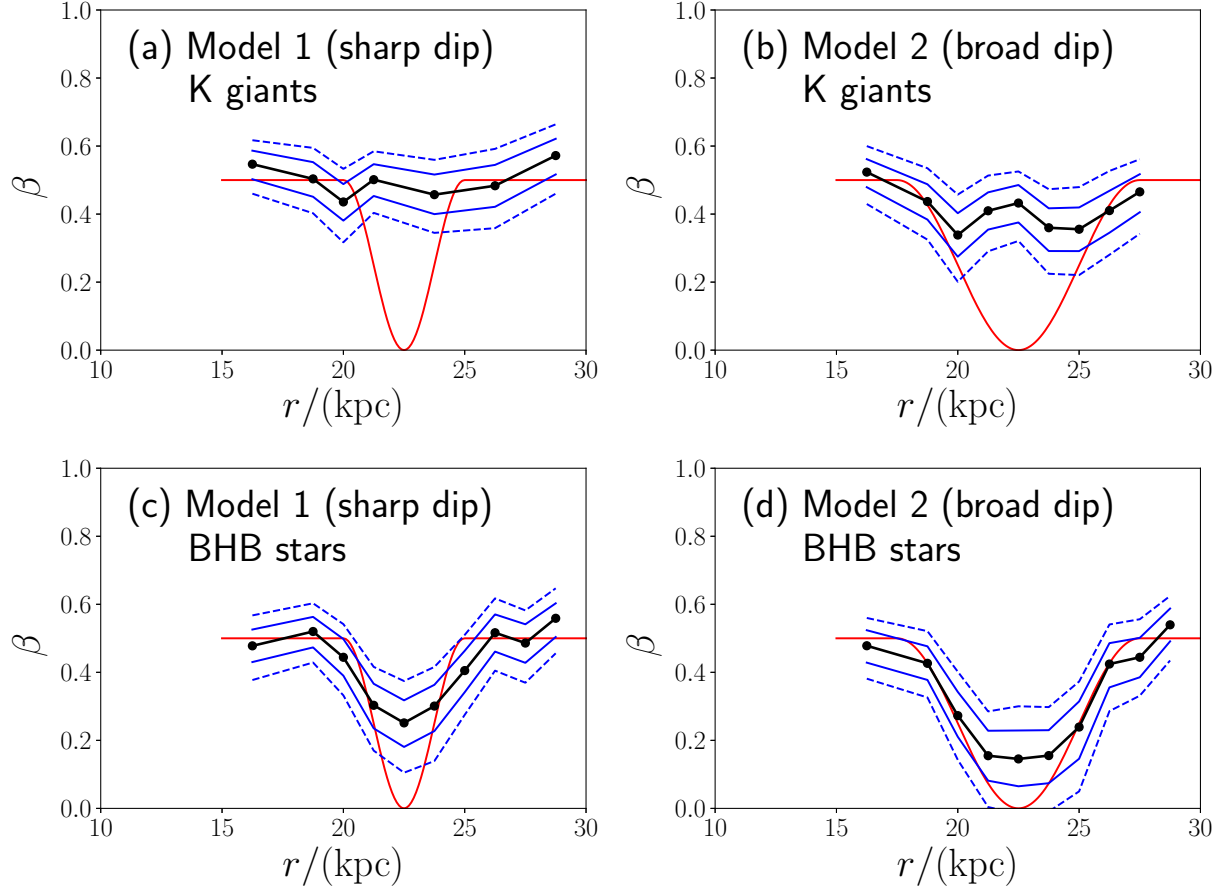 (a) Model 1 (sharp dip)
K giants
β
1.0
0.8
0.6
0.4
0.2
0.0
10 15 20 25 30
r/(kpc)
(b) Model 2 (broad dip)
K giants
β
1.0
0.8
0.6
0.4
0.2
0.0
10 15 20 25 30
r/(kpc)
(c) Model 1 (sharp dip)
BHB stars
β
1.0
0.8
0.6
0.4
0.2
0.0
10 15 20 25 30
r/(kpc)
(d) Model 2 (broad dip)
BHB stars
β
1.0
0.8
0.6
0.4
0.2
0.0
10 15 20 25 30
r/(kpc)